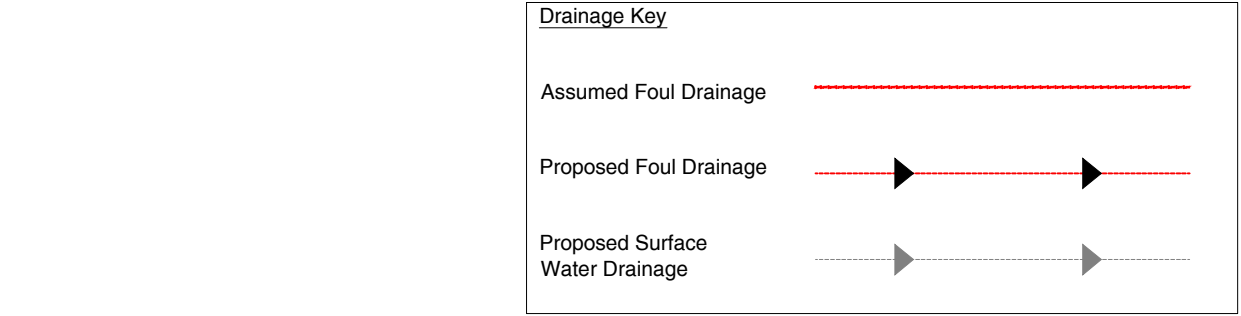 Drainage Key
Assumed Foul Drainage
Proposed Foul Drainage
Proposed Surface
Water Drainage